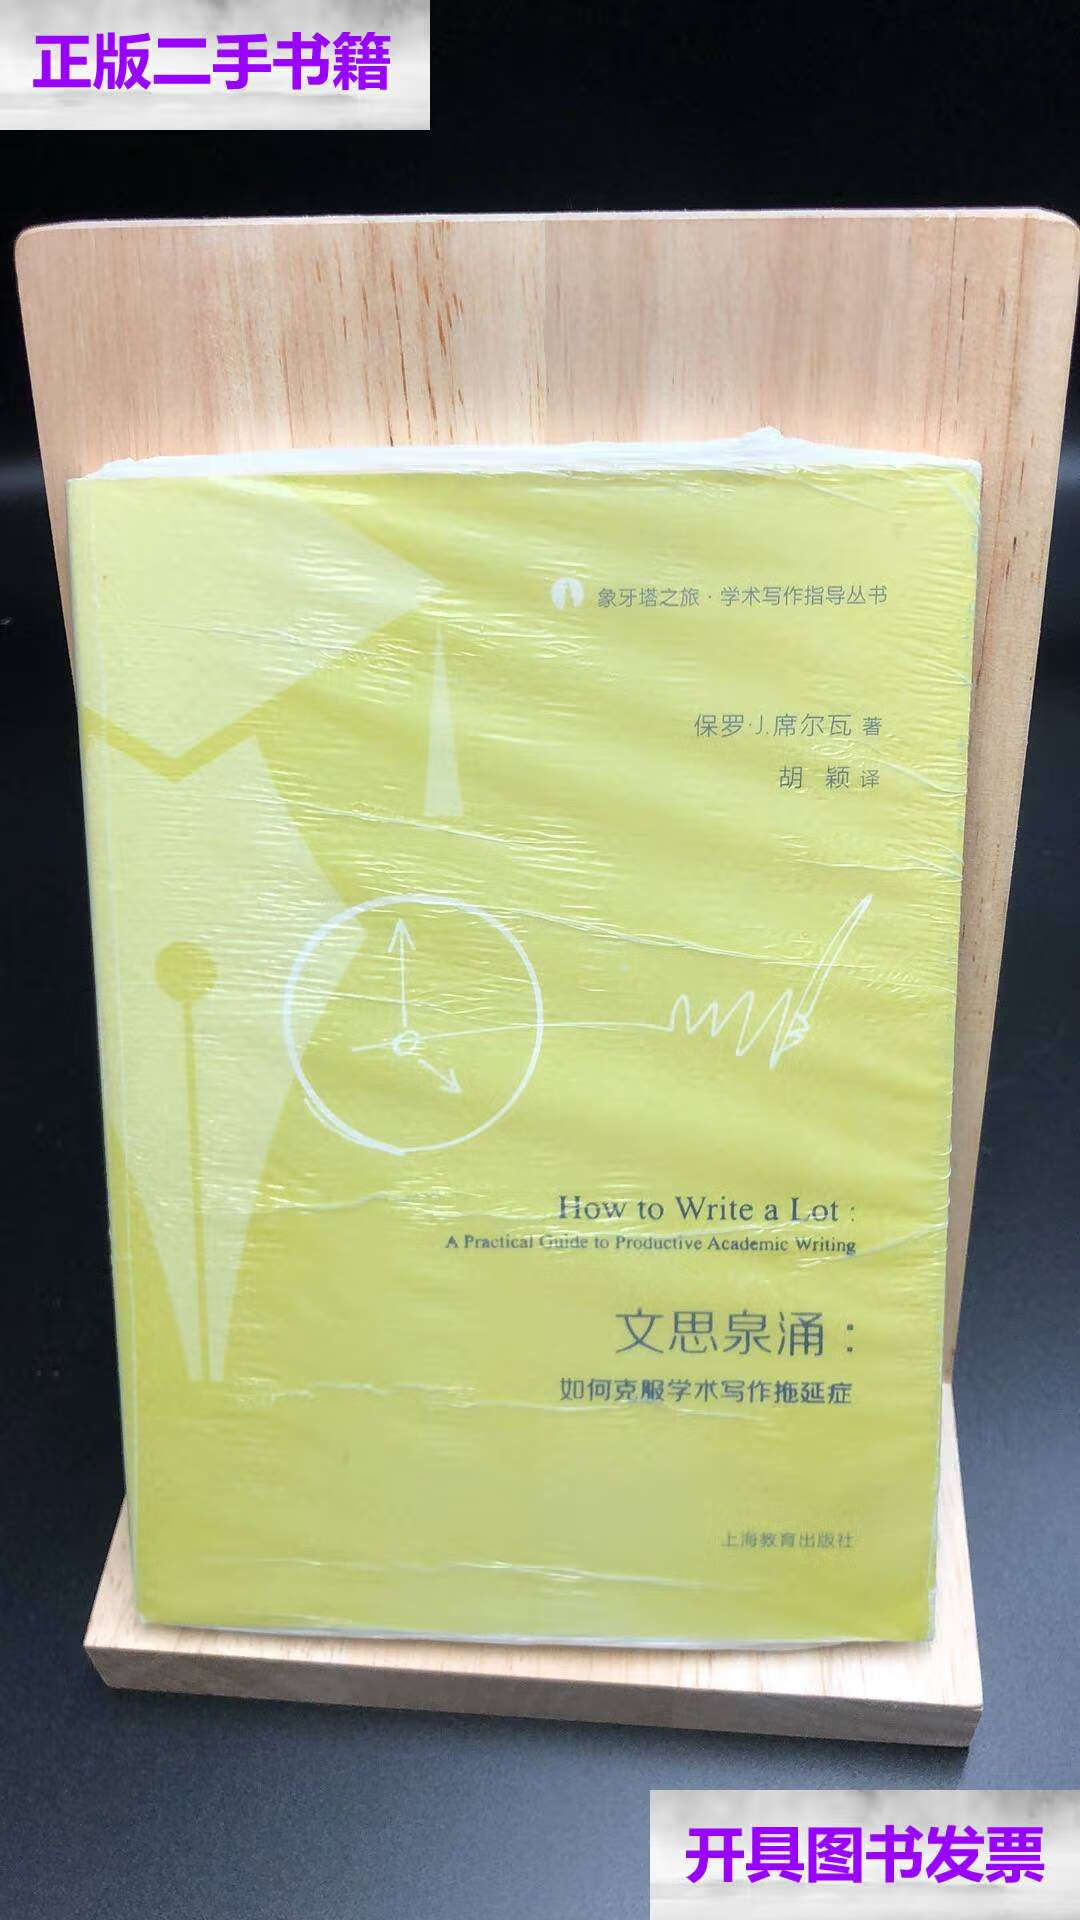 正版二手书籍
象牙塔之旅·学术写作指导丛书
保罗·J.席尔瓦 著
胡 颖 译
How to Write a Lot :
A Practical Guide to Productive Academic Writing
文思泉涌：
如何克服学术写作拖延症
上海教育出版社
开具图书发票